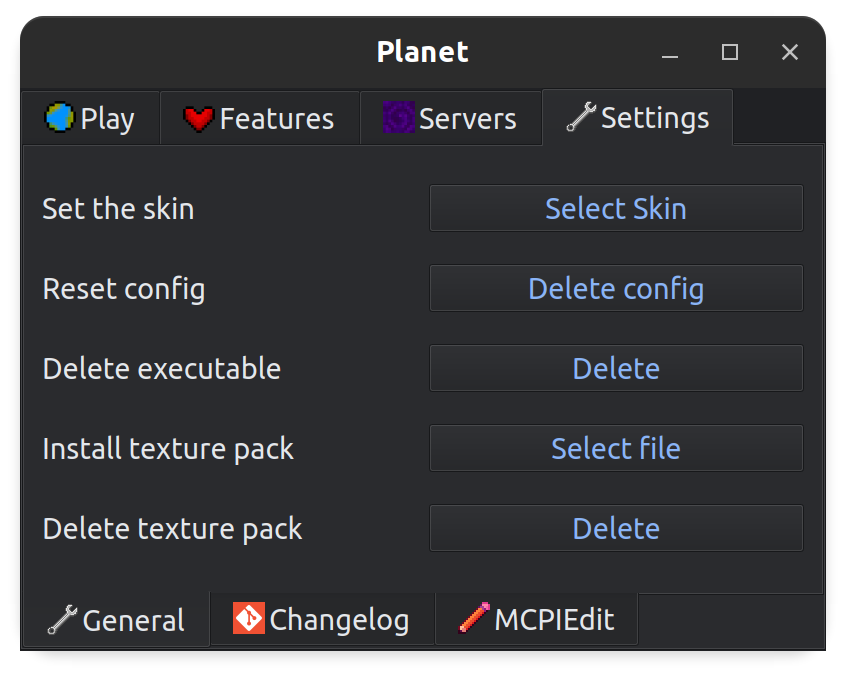 Planet
Play Features Servers Settings
Set the skin Select Skin
Reset config Delete config
Delete executable Delete
Install texture pack Select file
Delete texture pack Delete
General Changelog MCPIEdit